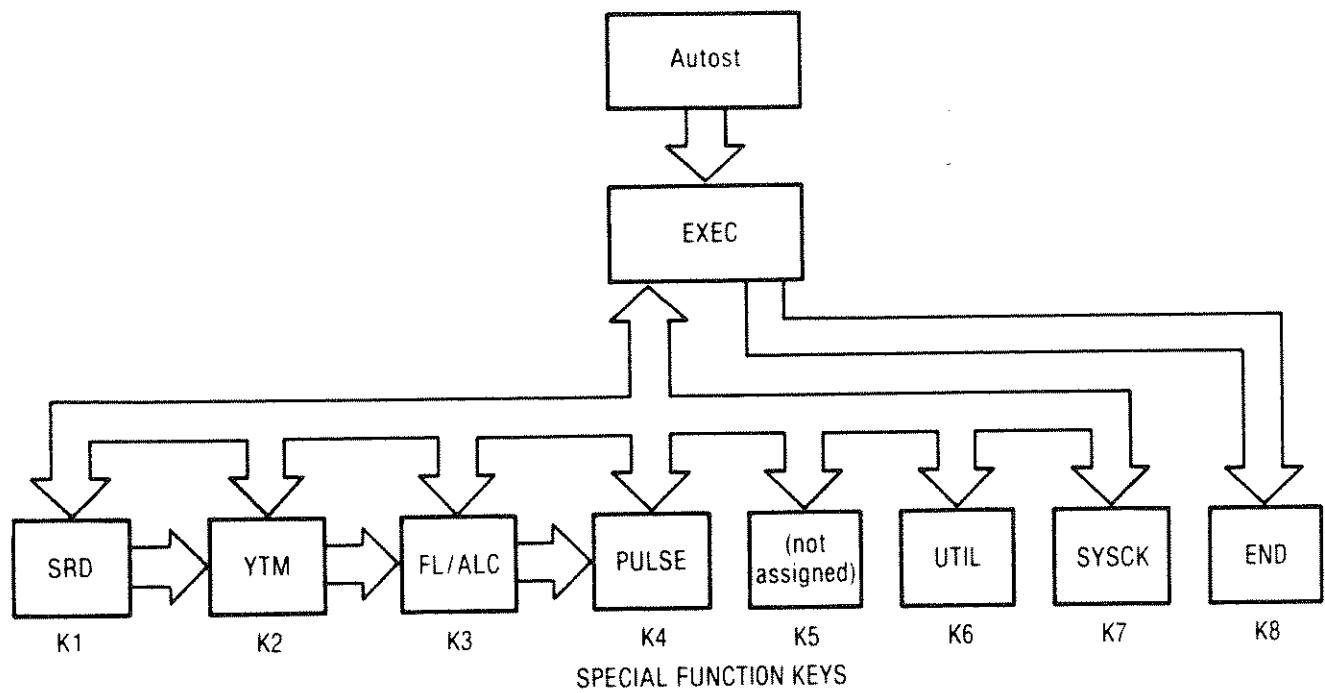 Autost
EXEC
SRD
YTM
FL/ALC
PULSE
(not
assigned)
UTIL
SYSCK
END
K1
K2
K3
K4
K5
K6
K7
K8
SPECIAL FUNCTION KEYS